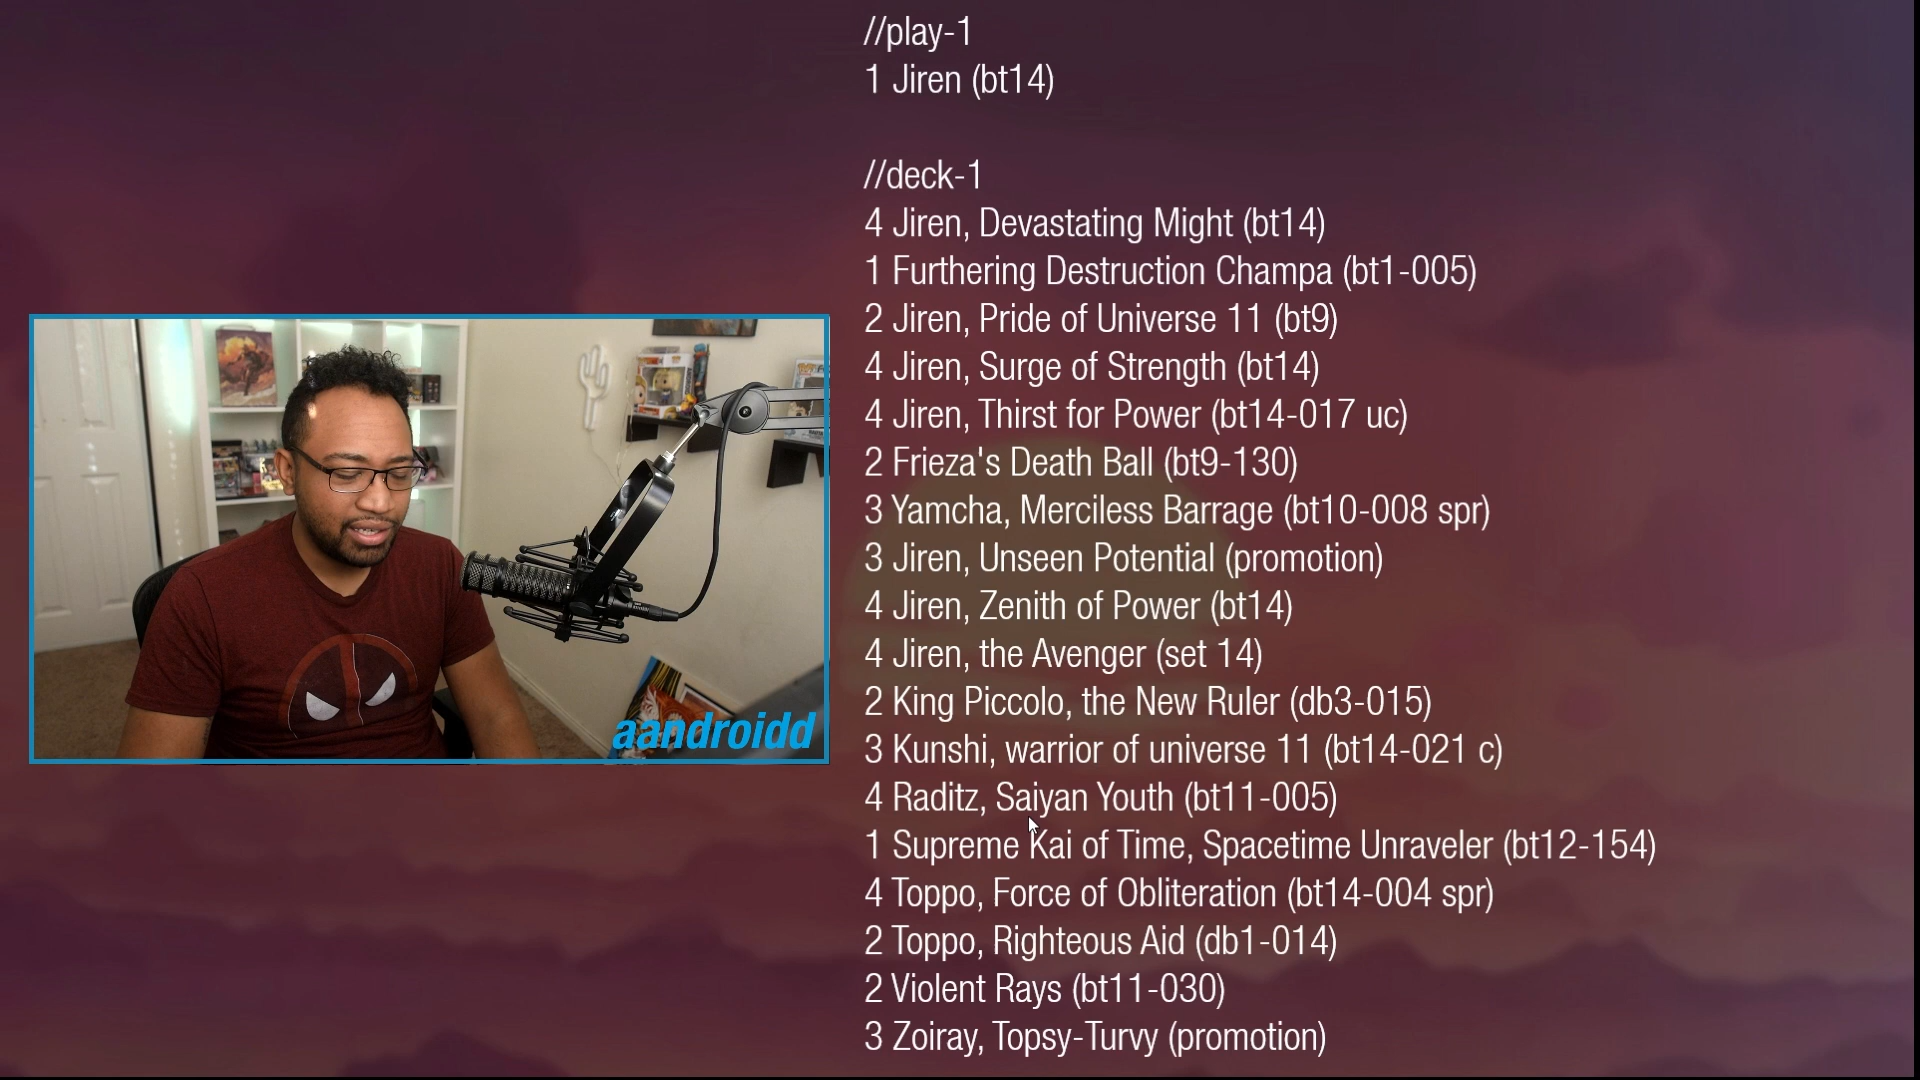 //play-1
1 Jiren (bt14)
//deck-1
4 Jiren, Devastating Might (bt14)
1 Furthering Destruction Champa (bt1-005)
2 Jiren, Pride of Universe 11 (bt9)
4 Jiren, Surge of Strength (bt14)
4 Jiren, Thirst for Power (bt14-017 uc)
2 Frieza's Death Ball (bt9-130)
3 Yamcha, Merciless Barrage (bt10-008 spr)
3 Jiren, Unseen Potential (promotion)
4 Jiren, Zenith of Power (bt14)
4 Jiren, the Avenger (set 14)
2 King Piccolo, the New Ruler (db3-015)
3 Kunshi, warrior of universe 11 (bt14-021 c)
4 Raditz, Saiyan Youth (bt11-005)
1 Supreme Kai of Time, Spacetime Unraveler (bt12-154)
4 Toppo, Force of Obliteration (bt14-004 spr)
2 Toppo, Righteous Aid (db1-014)
2 Violent Rays (bt11-030)
3 Zoiray, Topsy-Turvy (promotion)
aandroidd